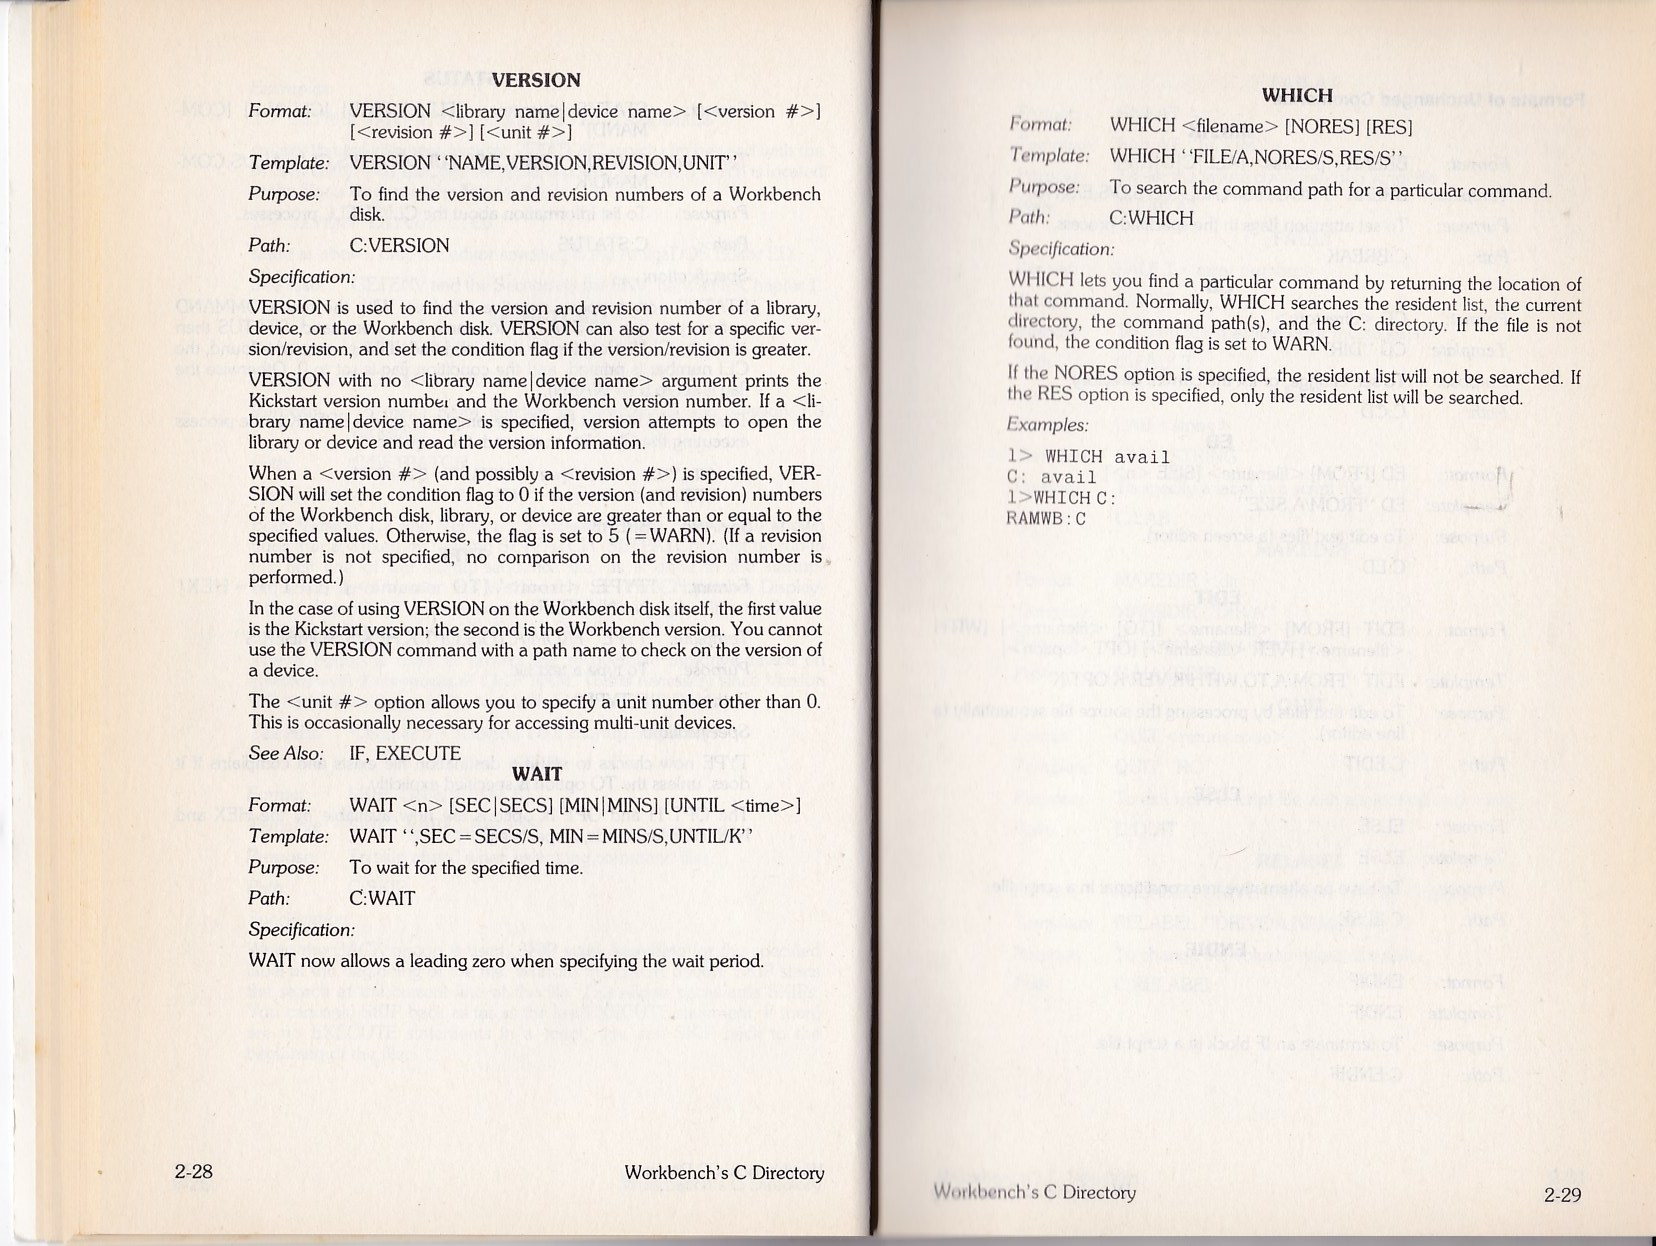 VERSION
Format: VERSION <library name|device name> [<version #>]
[<revision #>] [<unit #>]
Template: VERSION ‘‘NAME,VERSION,REVISION,UNIT’’
Purpose: To find the version and revision numbers of a Workbench
disk.
Path: C:VERSION
Specification:
VERSION is used to find the version and revision number of a library,
device, or the Workbench disk. VERSION can also test for a specific ver-
sion/revision, and set the condition flag if the version/revision is greater.
VERSION with no <library name|device name> argument prints the
Kickstart version number and the Workbench version number. If a <li-
brary name|device name> is specified, version attempts to open the
library or device and read the version information.
When a <version #> (and possibly a <revision #>) is specified, VER-
SION will set the condition flag to 0 if the version (and revision) numbers
of the Workbench disk, library, or device are greater than or equal to the
specified values. Otherwise, the flag is set to 5 (=WARN). (If a revision
number is not specified, no comparison on the revision number is
performed.)
In the case of using VERSION on the Workbench disk itself, the first value
is the Kickstart version; the second is the Workbench version. You cannot
use the VERSION command with a path name to check on the version of
a device.
The <unit #> option allows you to specify a unit number other than 0.
This is occasionally necessary for accessing multi-unit devices.
See Also: IF, EXECUTE
WAIT
Format: WAIT <n> [SEC|SECS] [MIN|MINS] [UNTIL <time>]
Template: WAIT ‘‘,SEC=SECS/S, MIN=MINS/S,UNTIL/K’’
Purpose: To wait for the specified time.
Path: C:WAIT
Specification:
WAIT now allows a leading zero when specifying the wait period.
2-28 Workbench's C Directory
WHICH
Format: WHICH <filename> [NORES] [RES]
Template: WHICH ‘‘FILE/A,NORES/S,RES/S’’
Purpose: To search the command path for a particular command.
Path: C:WHICH
Specification:
WHICH lets you find a particular command by returning the location of
that command. Normally, WHICH searches the resident list, the current
directory, the command path(s), and the C: directory. If the file is not
found, the condition flag is set to WARN.
If the NORES option is specified, the resident list will not be searched. If
the RES option is specified, only the resident list will be searched.
Examples:
1> WHICH avail
C: avail
1>WHICH C:
RAMWB:C
Workbench's C Directory 2-29